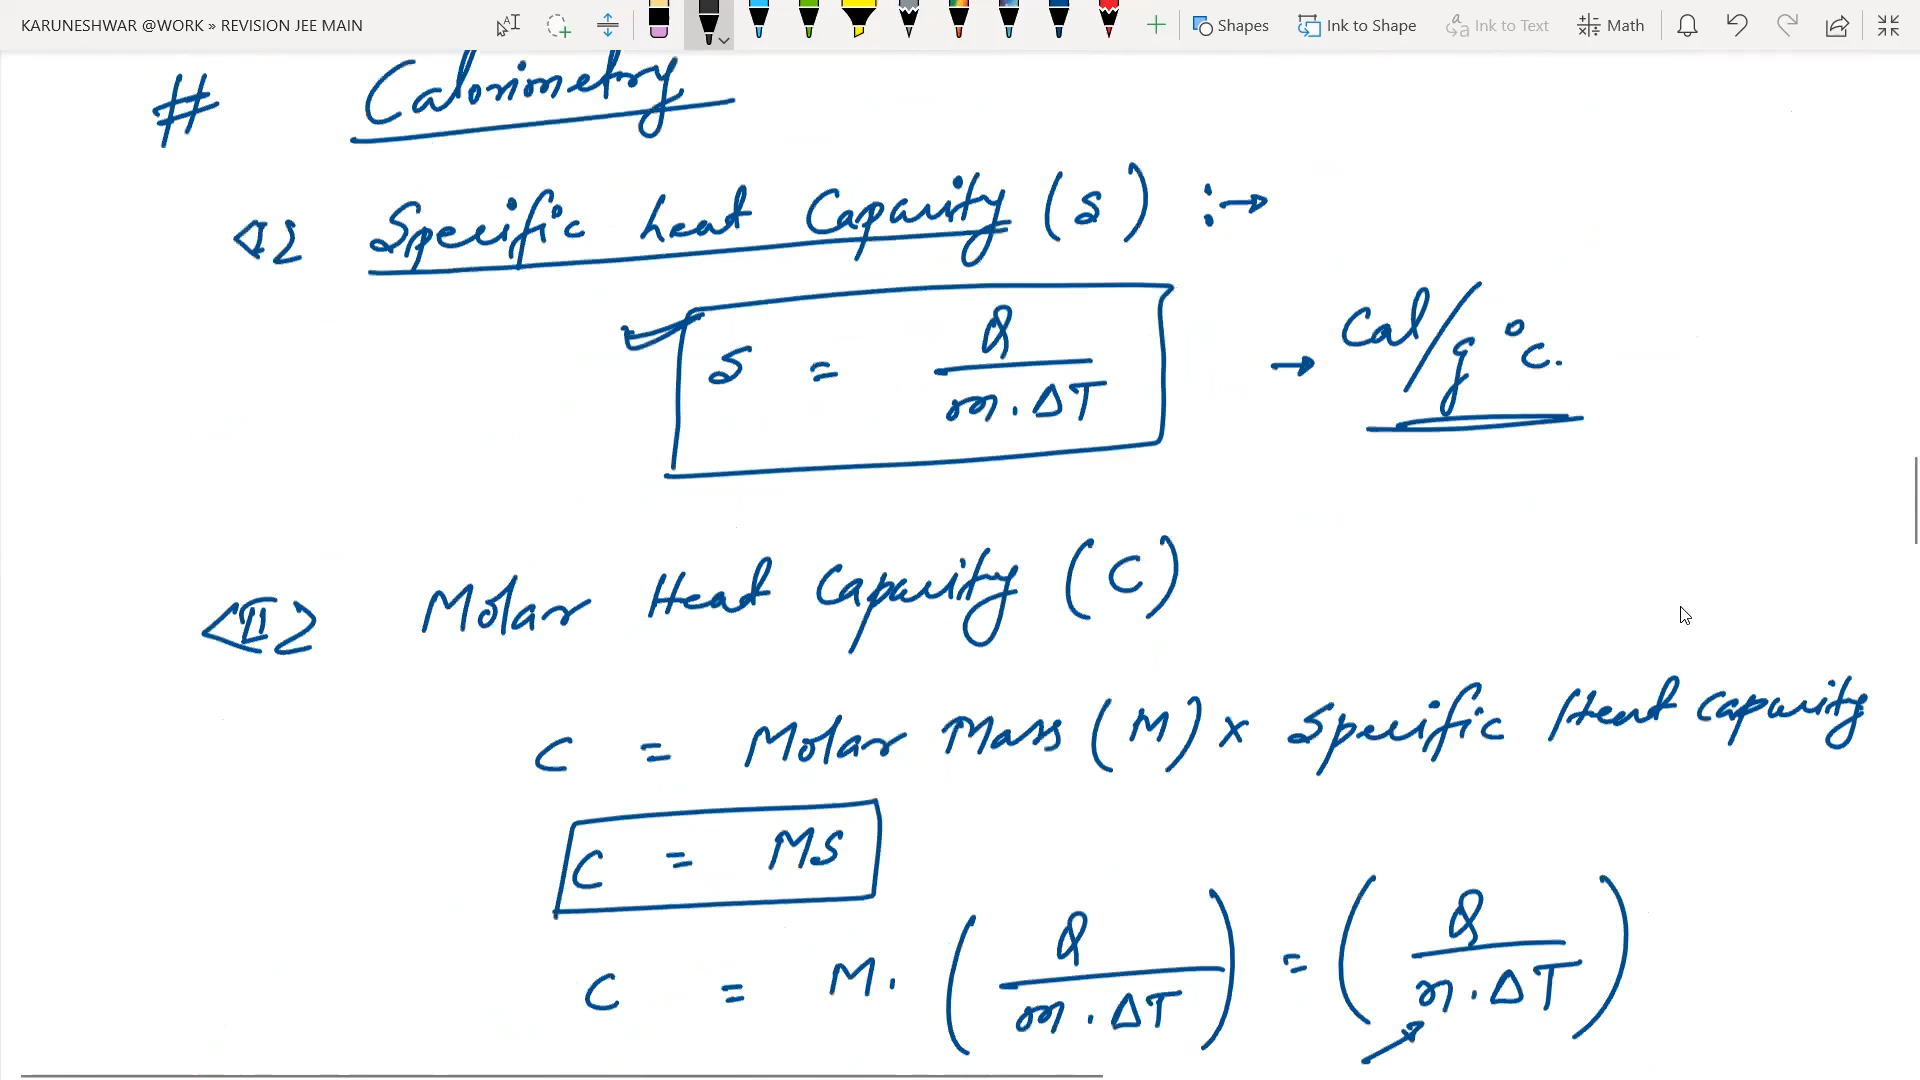 KARUNESHWAR @WORK » REVISION JEE MAIN
Shapes Ink to Shape Ink to Text Math
# Calorimetry
<I> Specific heat Capacity (s) :→
s = Q / m.ΔT → Cal/g °c.
<II> Molar Heat Capacity (C)
C = Molar Mass (M) x Specific Heat Capacity
C = MS
C = M. (Q / m.ΔT) = (Q / n.ΔT)